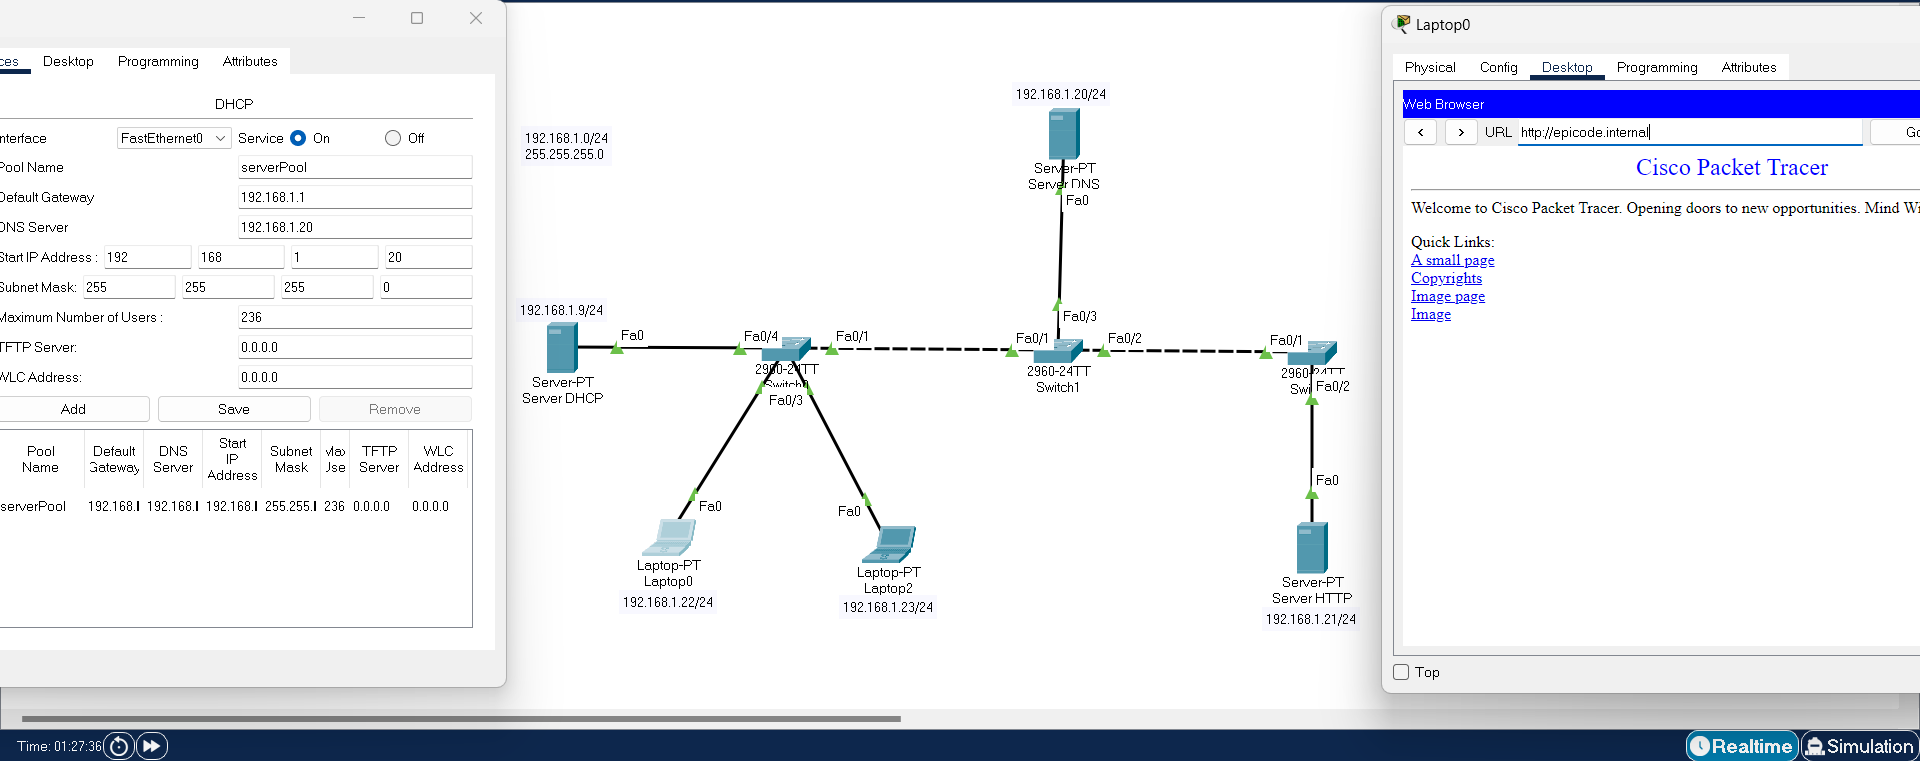 ces Desktop Programming Attributes
DHCP
nterface FastEthernet0 Service On Off
Pool Name serverPool
Default Gateway 192.168.1.1
DNS Server 192.168.1.20
Start IP Address : 192 168 1 20
Subnet Mask: 255 255 255 0
Maximum Number of Users : 236
TFTP Server: 0.0.0.0
WLC Address: 0.0.0.0
Add Save Remove
Pool Name Default Gateway DNS Server Start IP Address Subnet Mask Max Use TFTP Server WLC Address
serverPool 192.168. 192.168. 192.168. 255.255. 236 0.0.0.0 0.0.0.0
192.168.1.0/24
255.255.255.0
192.168.1.20/24
Server-PT
Server DNS
Fa0
192.168.1.9/24
Fa0
Server-PT
Server DHCP
Fa0/4
Fa0/1
2960-24TT
Switch0
Fa0/3
Fa0/3
Fa0/1
Fa0/2
2960-24TT
Switch1
Fa0/1
2960-24TT
Swi
Fa0/2
Fa0
Laptop-PT
Laptop0
192.168.1.22/24
Fa0
Laptop-PT
Laptop2
192.168.1.23/24
Fa0
Server-PT
Server HTTP
192.168.1.21/24
Laptop0
Physical Config Desktop Programming Attributes
Web Browser
< > URL http://epicode.internal Go
Cisco Packet Tracer
Welcome to Cisco Packet Tracer. Opening doors to new opportunities. Mind Wi
Quick Links:
A small page
Copyrights
Image page
Image
Top
Time: 01:27:36
Realtime Simulation